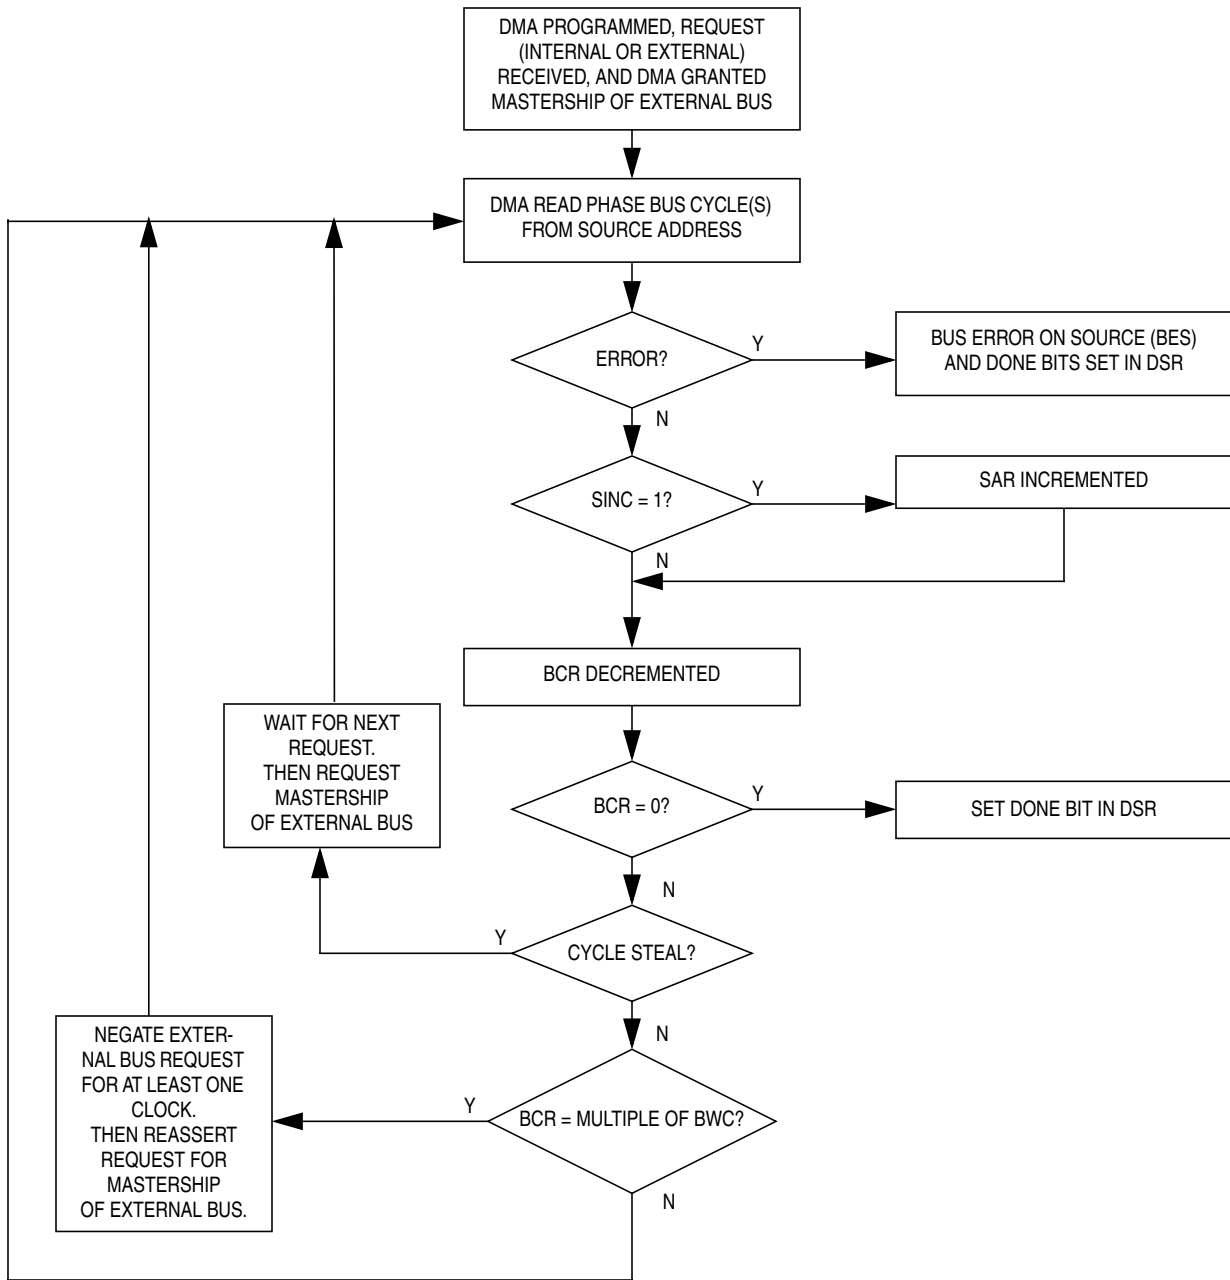 DMA PROGRAMMED, REQUEST
(INTERNAL OR EXTERNAL)
RECEIVED, AND DMA GRANTED
MASTERSHIP OF EXTERNAL BUS
DMA READ PHASE BUS CYCLE(S)
FROM SOURCE ADDRESS
ERROR?
Y
BUS ERROR ON SOURCE (BES)
AND DONE BITS SET IN DSR
N
SINC = 1?
Y
SAR INCREMENTED
N
BCR DECREMENTED
WAIT FOR NEXT
REQUEST.
THEN REQUEST
MASTERSHIP
OF EXTERNAL BUS
BCR = 0?
Y
SET DONE BIT IN DSR
N
CYCLE STEAL?
Y
N
NEGATE EXTER-
NAL BUS REQUEST
FOR AT LEAST ONE
CLOCK.
THEN REASSERT
REQUEST FOR
MASTERSHIP
OF EXTERNAL BUS.
Y
BCR = MULTIPLE OF BWC?
N